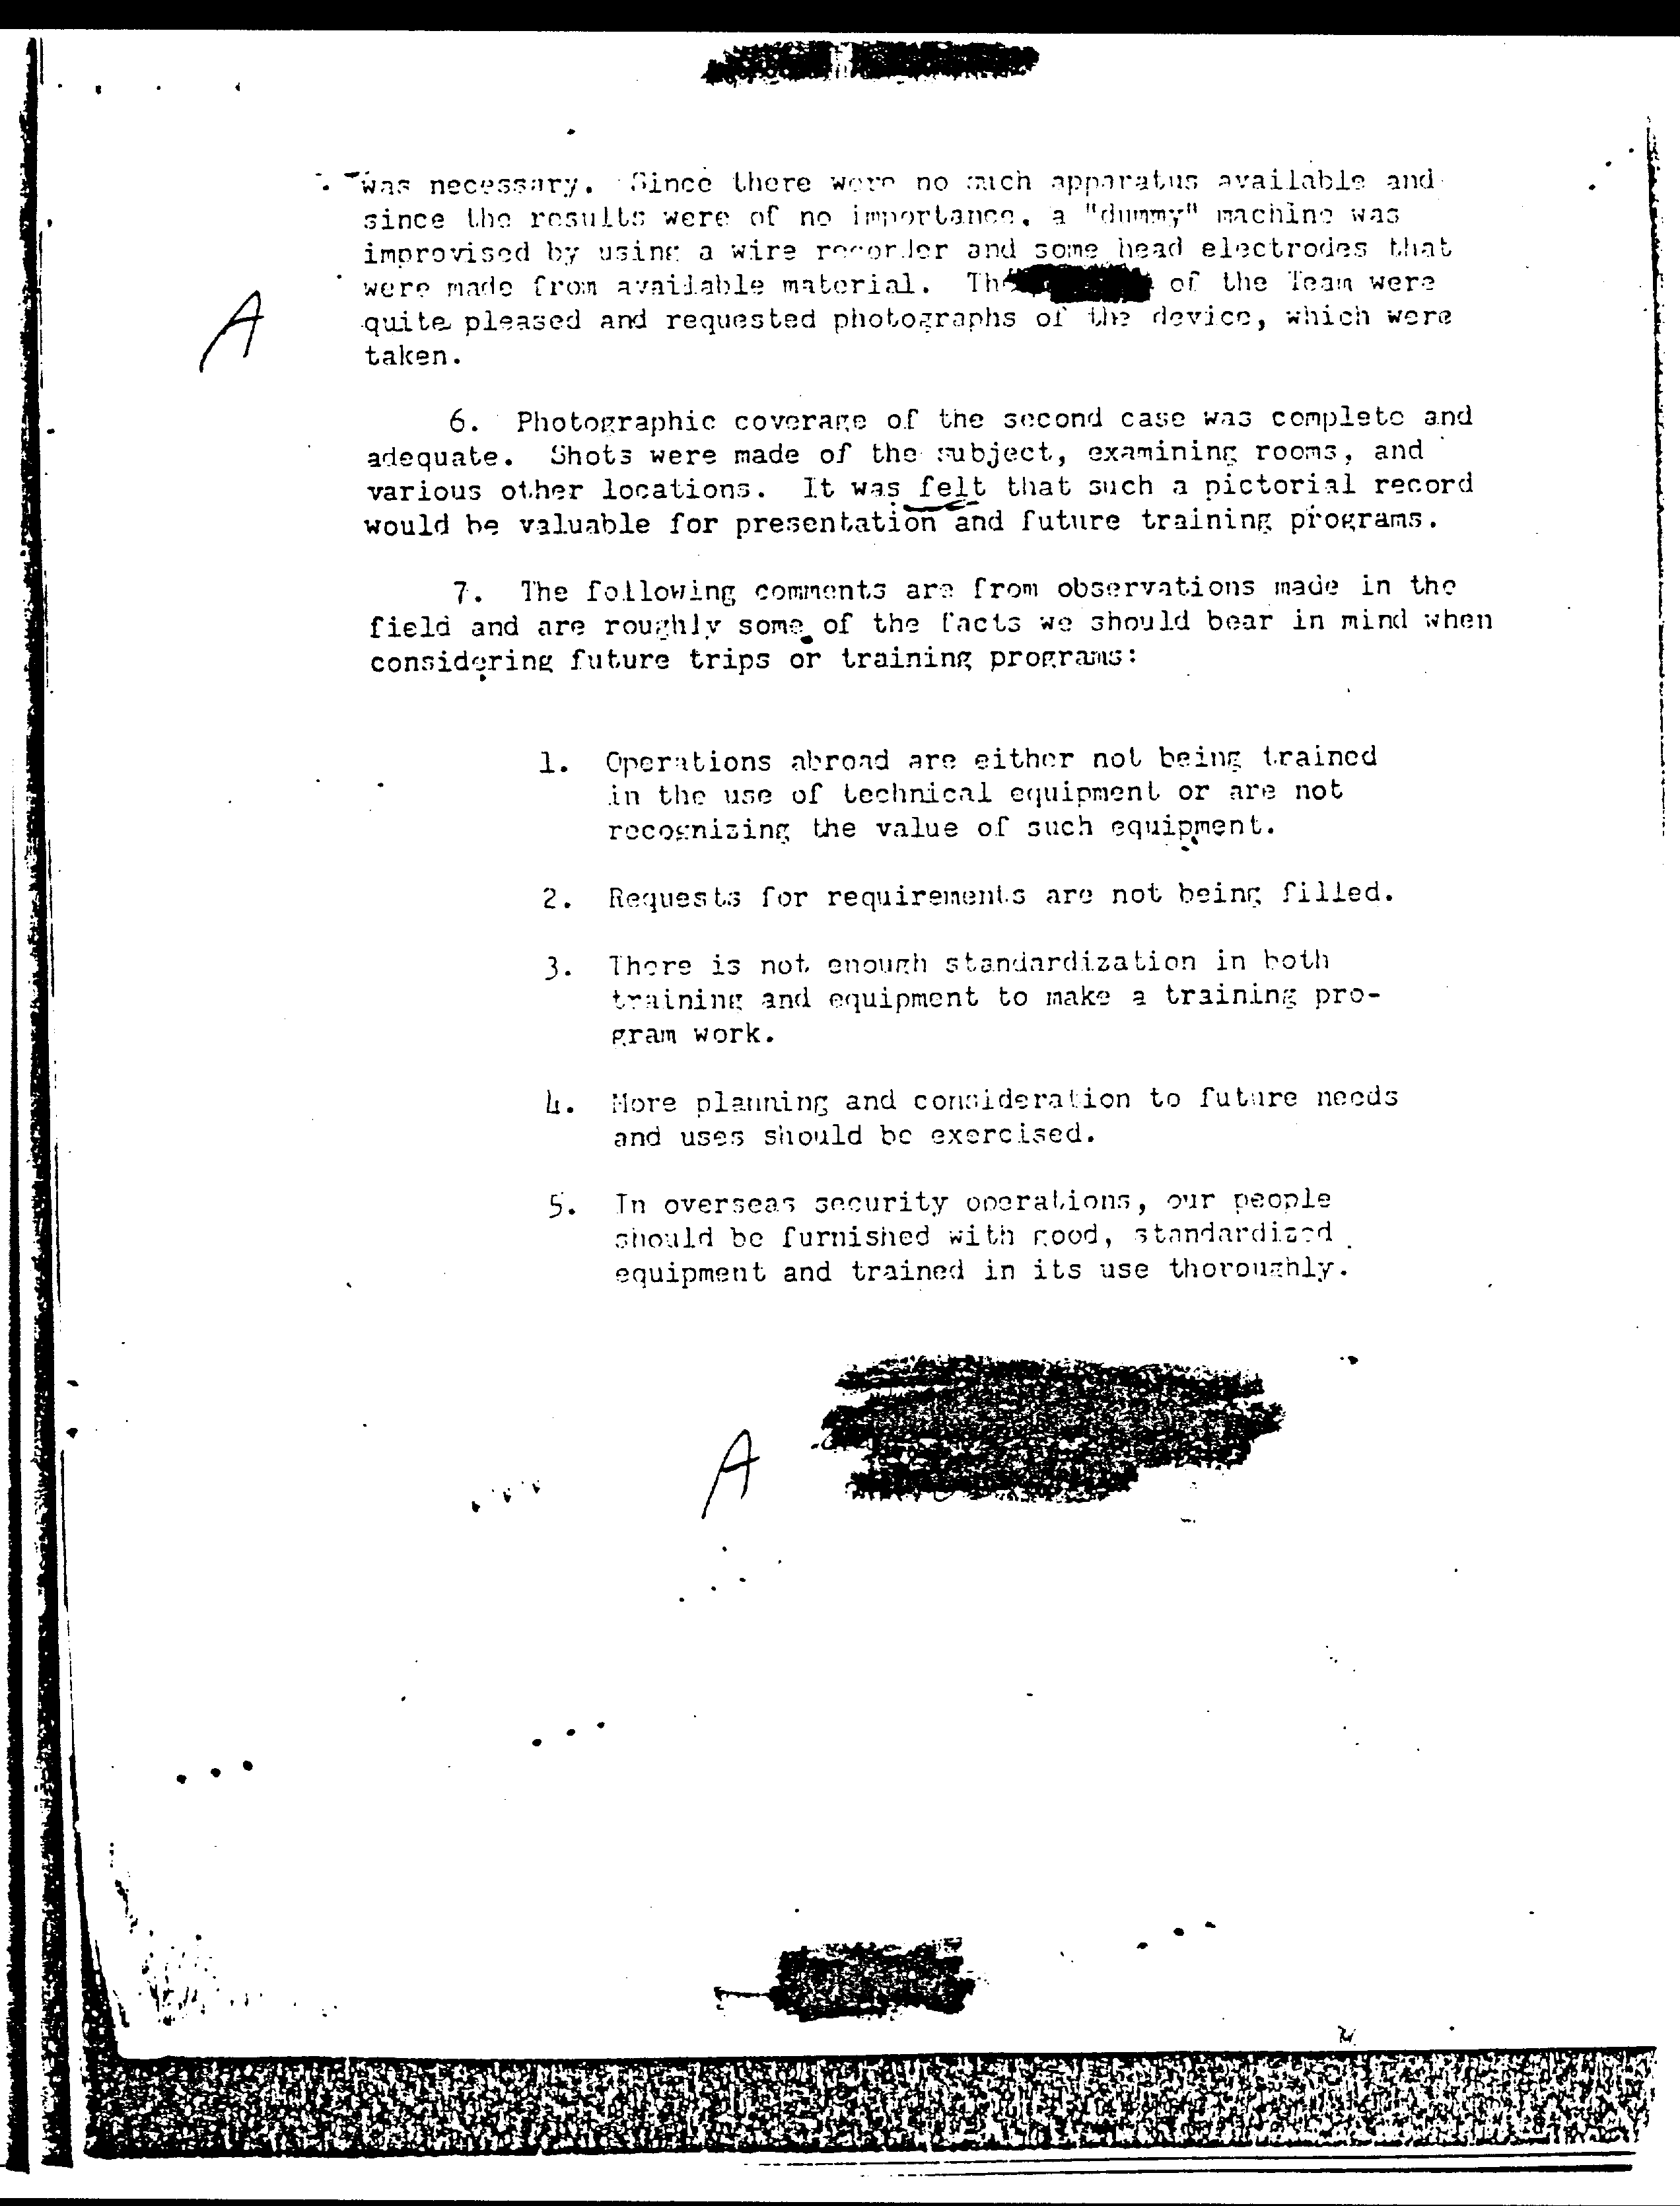 was necessary. Since there were no such apparatus available and
since the results were of no importance, a "dummy" machine was
improvised by using a wire recorder and some head electrodes that
were made from available material. The of the Team were
quite pleased and requested photographs of the device, which were
taken.
A
6. Photographic coverage of the second case was complete and
adequate. Shots were made of the subject, examining rooms, and
various other locations. It was felt that such a pictorial record
would be valuable for presentation and future training programs.
7. The following comments are from observations made in the
field and are roughly some of the facts we should bear in mind when
considering future trips or training programs:
1. Operations abroad are either not being trained
in the use of technical equipment or are not
recognizing the value of such equipment.
2. Requests for requirements are not being filled.
3. There is not enough standardization in both
training and equipment to make a training pro-
gram work.
4. More planning and consideration to future needs
and uses should be exercised.
5. In overseas security operations, our people
should be furnished with good, standardized
equipment and trained in its use thoroughly.
A